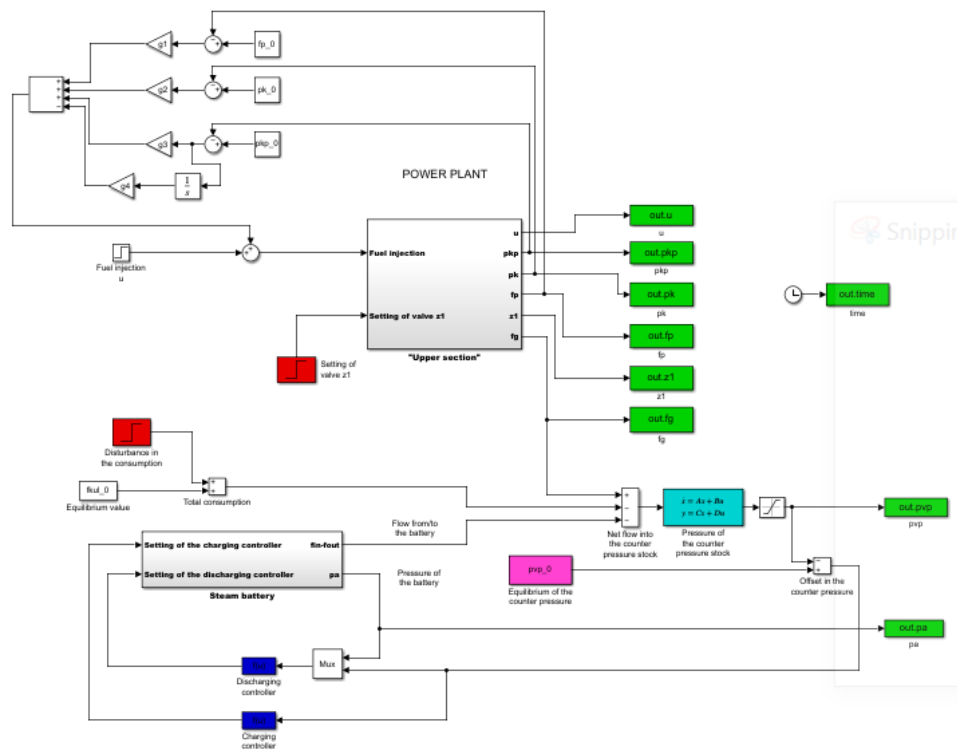 g1
fp_0
g2
pk_0
g3
pkp_0
g4
1
s
POWER PLANT
Fuel injection
u
Fuel injection
Setting of valve z1
u
pkp
pk
fp
z1
fg
"Upper section"
Setting of
valve z1
out.u
u
out.pkp
pkp
out.pk
pk
out.fp
fp
out.z1
z1
out.fg
fg
Snippin
out.time
time
Disturbance in
the consumption
fkul_0
Equilibrium value
Total consumption
Flow from/to
the battery
Setting of the charging controller
Setting of the discharging controller
fin-fout
pa
Steam battery
Pressure of
the battery
Net flow into
the counter
pressure stock
ẋ = Ax + Bu
y = Cx + Du
Pressure of
the counter
pressure stock
pvp_0
Equilibrium of the
counter pressure
Offset in the
counter pressure
out.pvp
pvp
out.pa
pa
Mux
Discharging
controller
Charging
controller